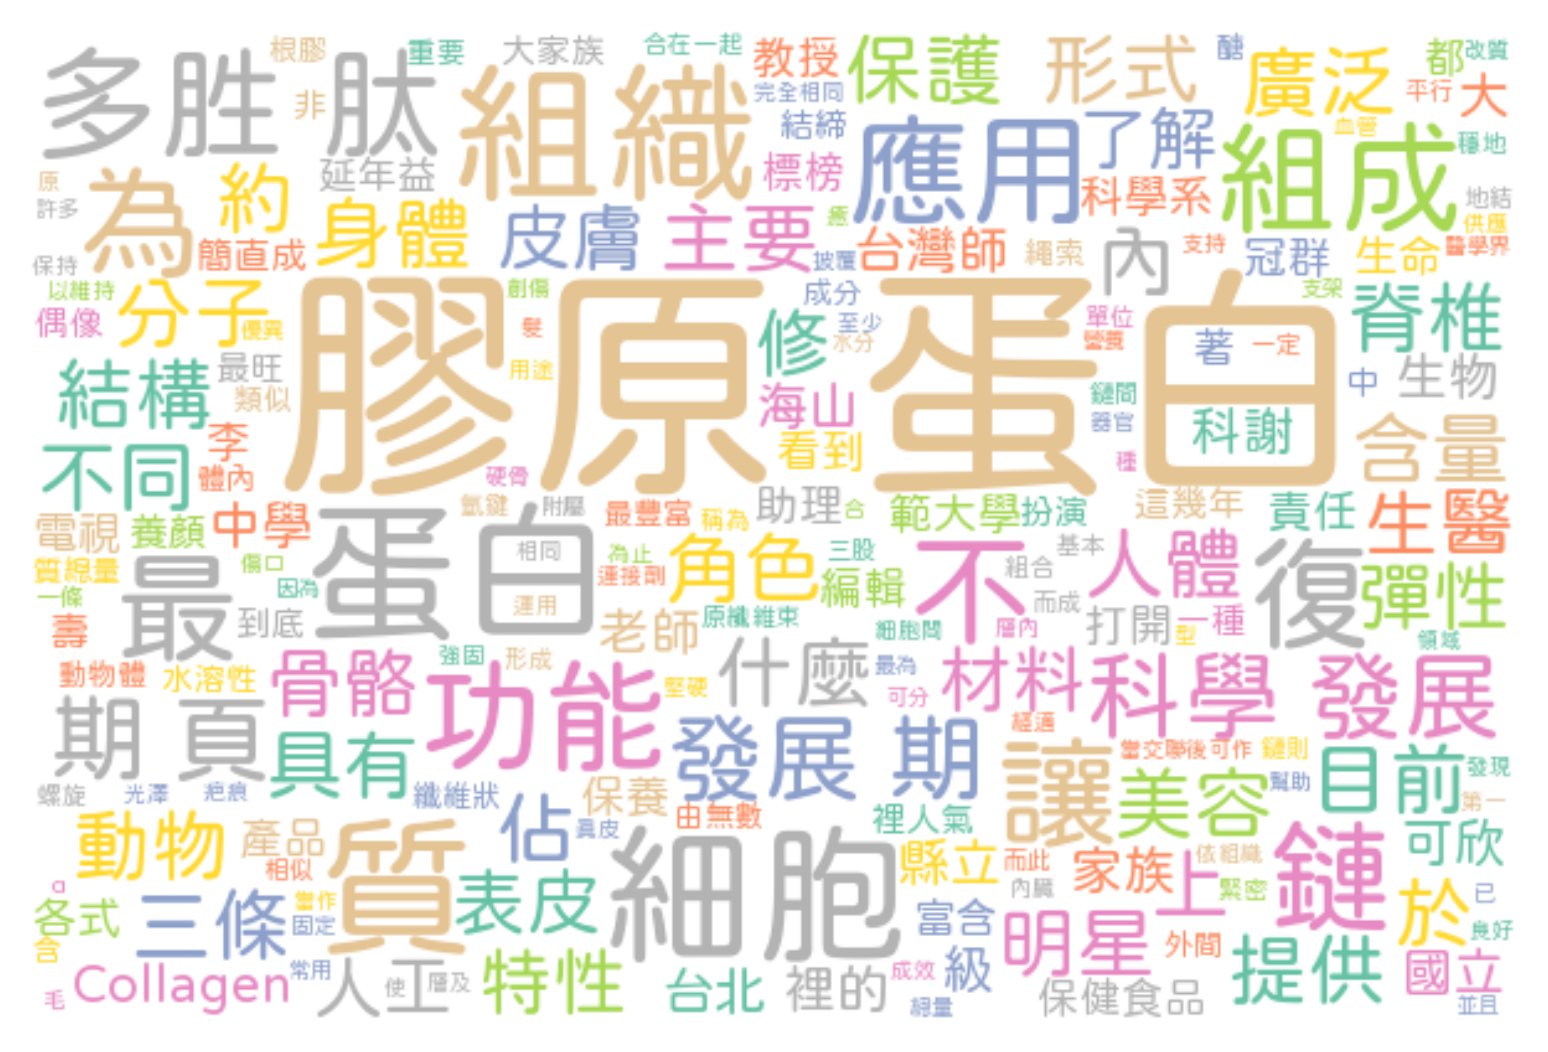 根膠
重要
大家族
合在一起
教授
保護
形式
醣
廣泛
都
改質
多胜肽
非
組織
完全相同
結締
應用
了解
平行
大
血管
組成
穩地
原
許多
為
約
延年益
標榜
科學系
地結
供應
身體
皮膚
主要
癒
簡直成
披覆
台灣師
繩索
內
支持
冠群
生命
醫學界
保持
以維持
分子
創傷
成分
支架
脊椎
偶像
優異
髮
膠原蛋白
修
至少
水分
單位
營養
著
一定
結構
最旺
類似
用途
海山
鏈間
器官
中
生物
科謝
不同
李
體內
看到
種
含量
硬骨
電視
養顏
中學
氫鍵
附屬
最豐富
稱為
助理
合
範大學
扮演
這幾年
責任
生醫
質總量
一條
最
傷口
因為
蛋白
相同
運用
為止
連接劑
角色
三股
編輯
不
基本
組合
人體
復
彈性
壽
到底
老師
原纖維束
細胞間
層內
而成
打開
型
一種
領域
動物體
水溶性
骨骼
強固
形成
功能
堅硬
什麼
最為
可分
材料
科學
發展
期
頁
具有
發展
期
經過
讓
當交聯後可作
鏈則
目前
發現
螺旋
光澤
疤痕
纖維狀
佔
保養
真皮
由無數
裡人氣
美容
幫助
第一
動物
產品
相似
質
細胞
縣立
而此
內臟
家族
上
依組織
緊密
鏈
可欣
α
各式
含
三條
當作
固定
表皮
富含
明星
外間
於
已
良好
毛
Collagen
常用
人工
使
層及
特性
台北
裡的
成效
總量
級
保健食品
提供
國立
並且